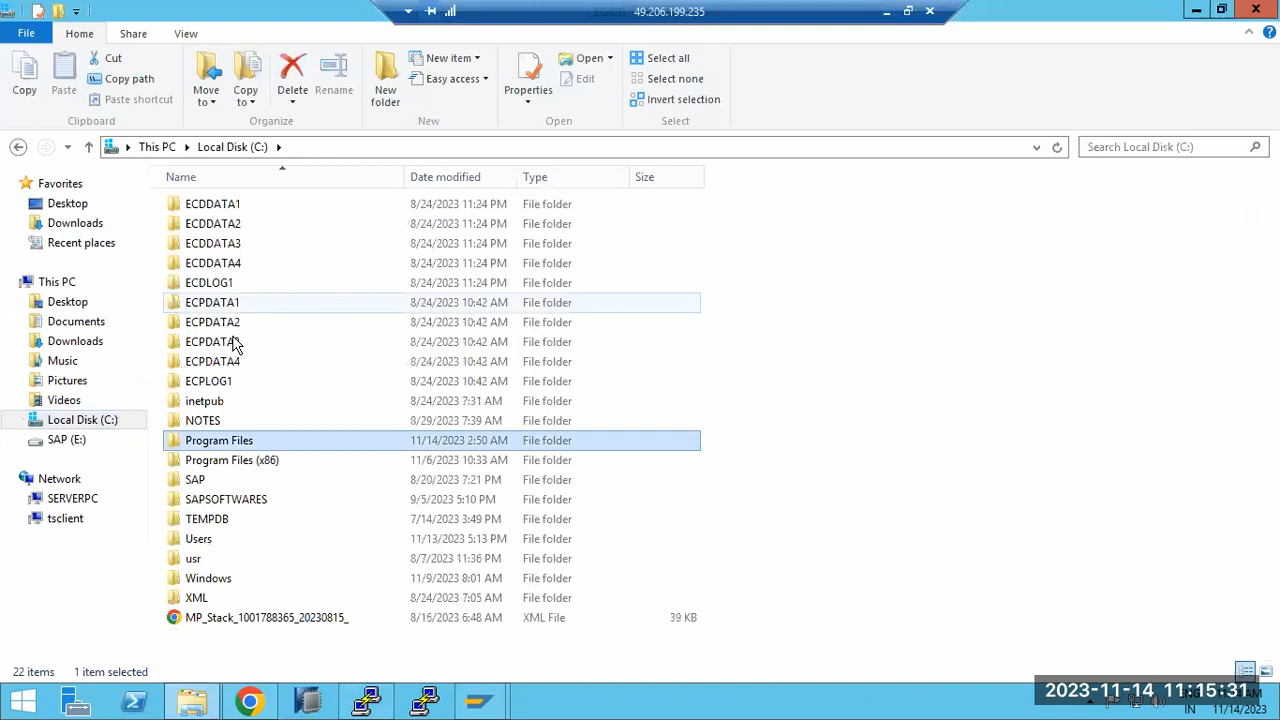 49.206.199.235
File Home Share View
Copy Paste Cut Copy path Paste shortcut Move to Copy to Delete Rename New folder New item Easy access Properties Open Edit Select all Select none Invert selection
Clipboard Organize New Open Select
This PC Local Disk (C:) Search Local Disk (C:)
Name Date modified Type Size
Favorites
Desktop
Downloads
Recent places
This PC
Desktop
Documents
Downloads
Music
Pictures
Videos
Local Disk (C:)
SAP (E:)
Network
SERVERPC
tsclient
ECDDATA1 8/24/2023 11:24 PM File folder
ECDDATA2 8/24/2023 11:24 PM File folder
ECDDATA3 8/24/2023 11:24 PM File folder
ECDDATA4 8/24/2023 11:24 PM File folder
ECDLOG1 8/24/2023 11:24 PM File folder
ECPDATA1 8/24/2023 10:42 AM File folder
ECPDATA2 8/24/2023 10:42 AM File folder
8/24/2023 10:42 AM File folder
ECPDATA4 8/24/2023 10:42 AM File folder
ECPLOG1 8/24/2023 10:42 AM File folder
inetpub 8/24/2023 7:31 AM File folder
NOTES 8/29/2023 7:39 AM File folder
Program Files 11/14/2023 2:50 AM File folder
Program Files (x86) 11/6/2023 10:33 AM File folder
SAP 8/20/2023 7:21 PM File folder
SAPSOFTWARES 9/5/2023 5:10 PM File folder
TEMPDB 7/14/2023 3:49 PM File folder
Users 11/13/2023 5:13 PM File folder
usr 8/7/2023 11:36 PM File folder
Windows 11/9/2023 8:01 AM File folder
XML 8/24/2023 7:05 AM File folder
MP_Stack_1001788365_20230815_ 8/16/2023 6:48 AM XML File 39 KB
22 items 1 item selected
2023-11-14 11:15:31
IN 11/14/2023